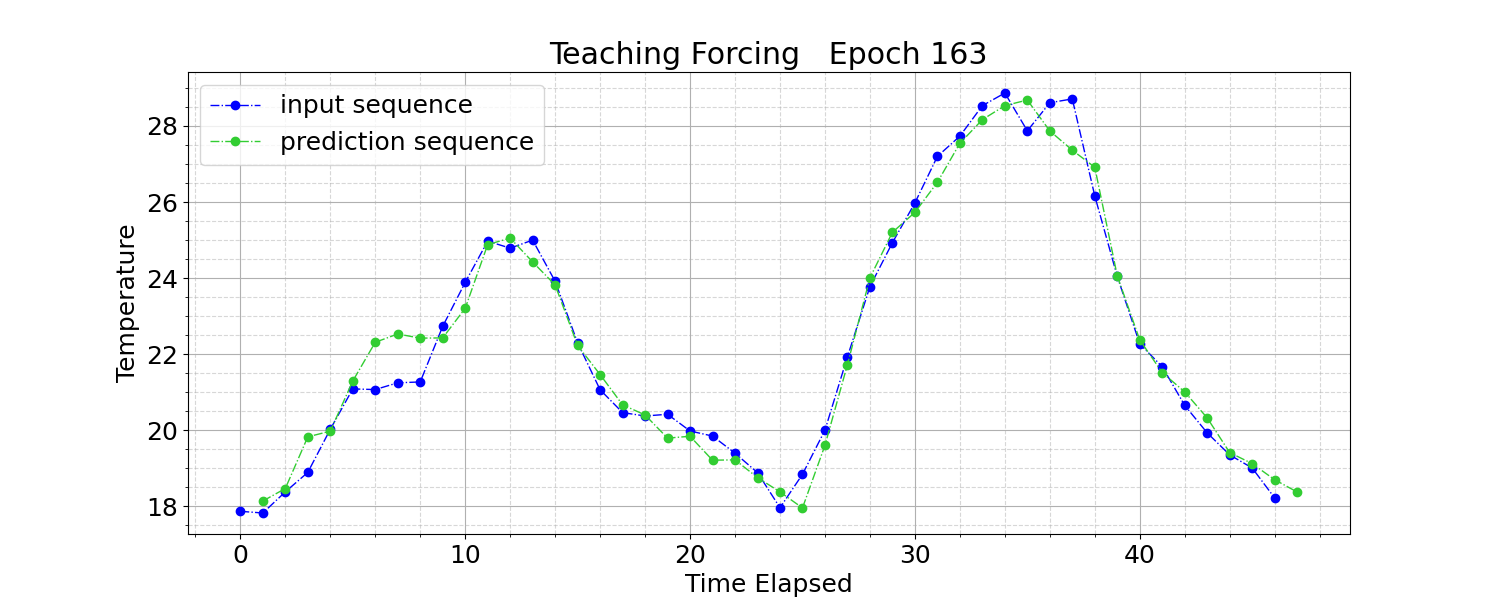 Teaching Forcing   Epoch 163
input sequence
prediction sequence
28
26
24
22
20
18
Temperature
0 10 20 30 40
Time Elapsed